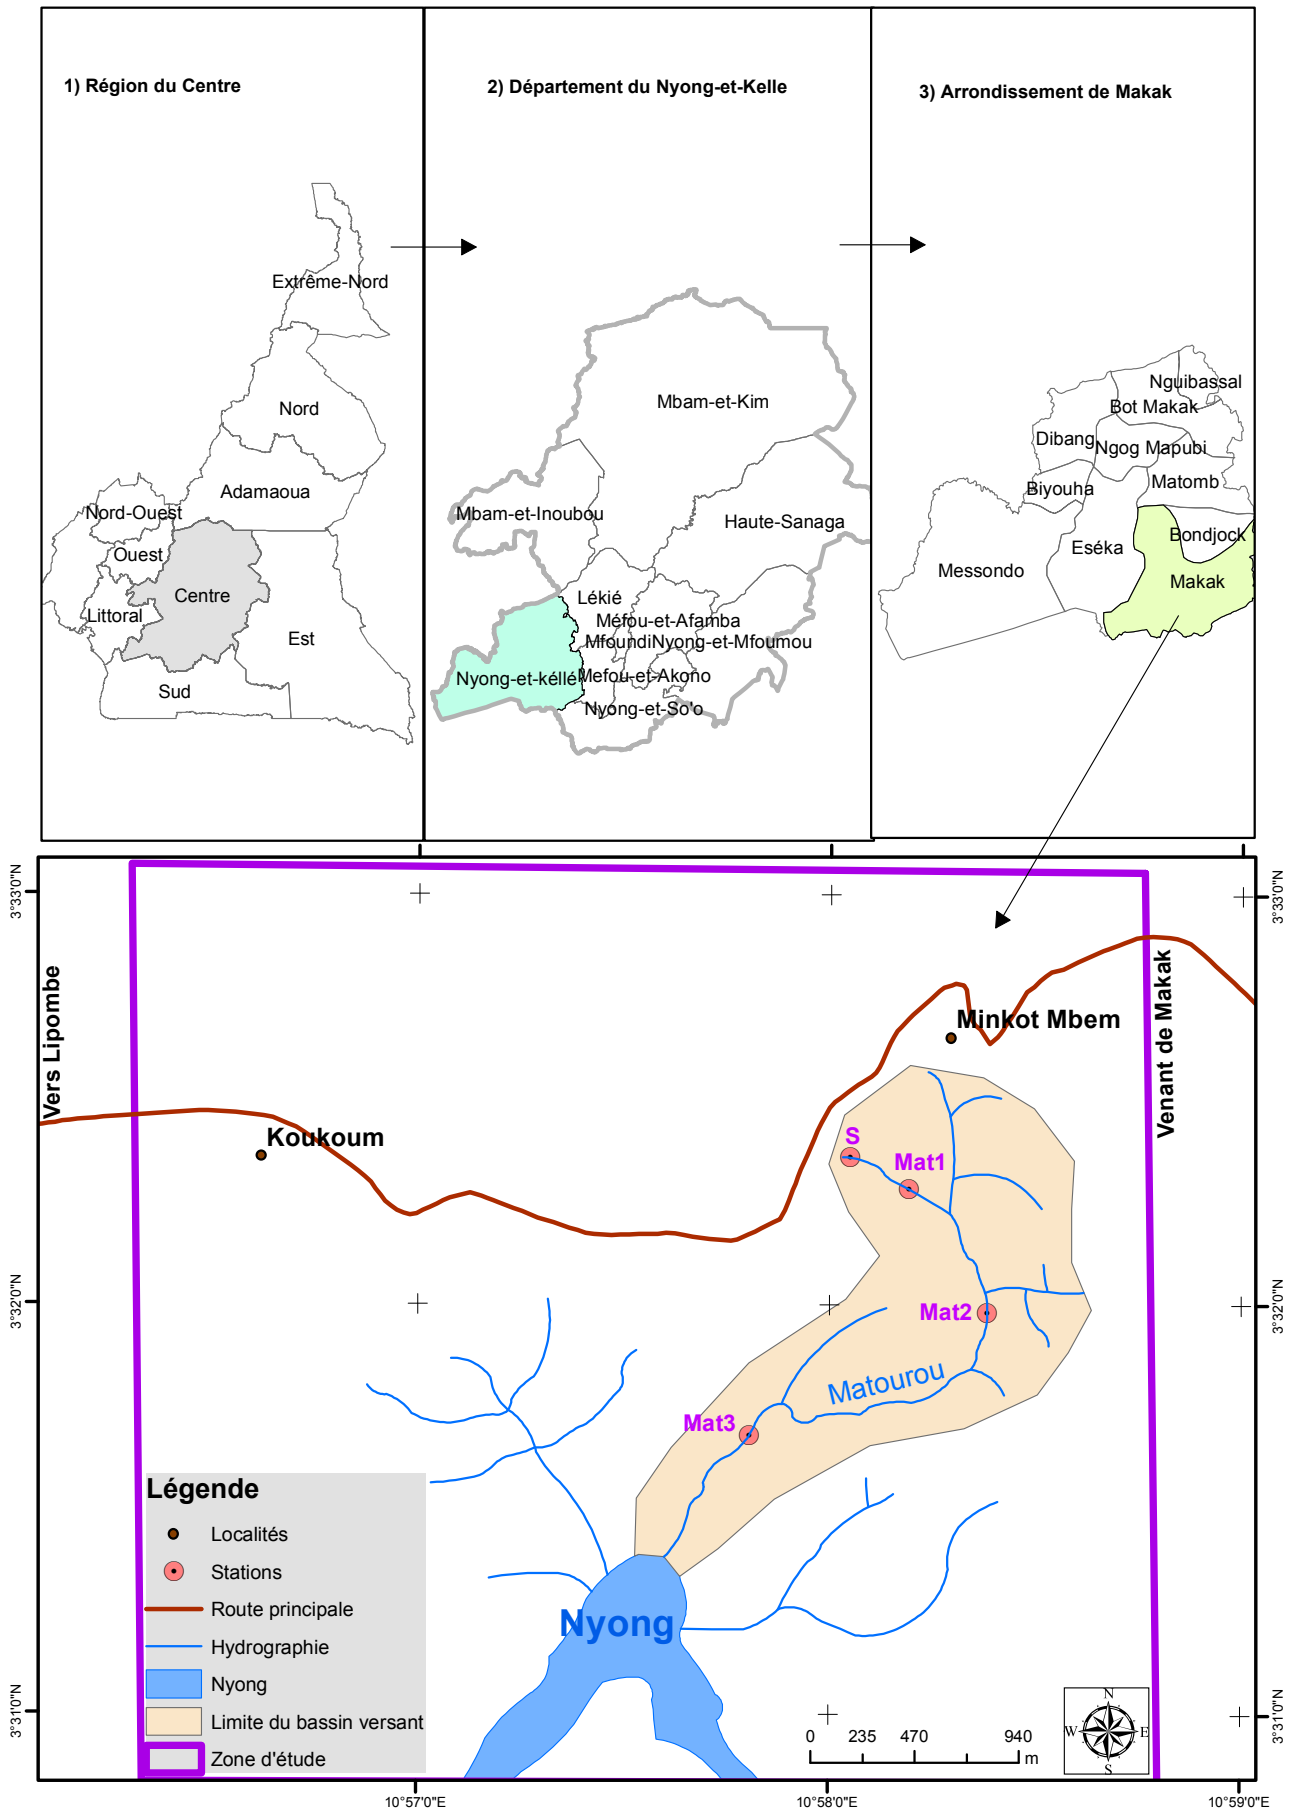 1) Région du Centre
Extrême-Nord
Nord
Adamaoua
Nord-Ouest
Ouest
Centre
Littoral
Est
Sud
2) Département du Nyong-et-Kelle
Mbam-et-Kim
Mbam-et-Inoubou
Haute-Sanaga
Lékié
Méfou-et-Afamba
Mfoundi
Nyong-et-Mfoumou
Nyong-et-kéllé
Mefou-et-Akono
Nyong-et-So'o
3) Arrondissement de Makak
Nguibassal
Bot Makak
Dibang
Ngog Mapubi
Biyouha
Matomb
Bondjock
Eséka
Messondo
Makak
3°33'0"N
3°33'0"N
Vers Lipombe
Venant de Makak
Minkot Mbem
Koukoum
S
Mat1
3°32'0"N
3°32'0"N
Mat2
Matourou
Mat3
Nyong
Légende
Localités
Stations
Route principale
Hydrographie
Nyong
Limite du bassin versant
Zone d'étude
3°31'0"N
3°31'0"N
0 235 470 940
m
N
W E
S
10°57'0"E 10°58'0"E 10°59'0"E